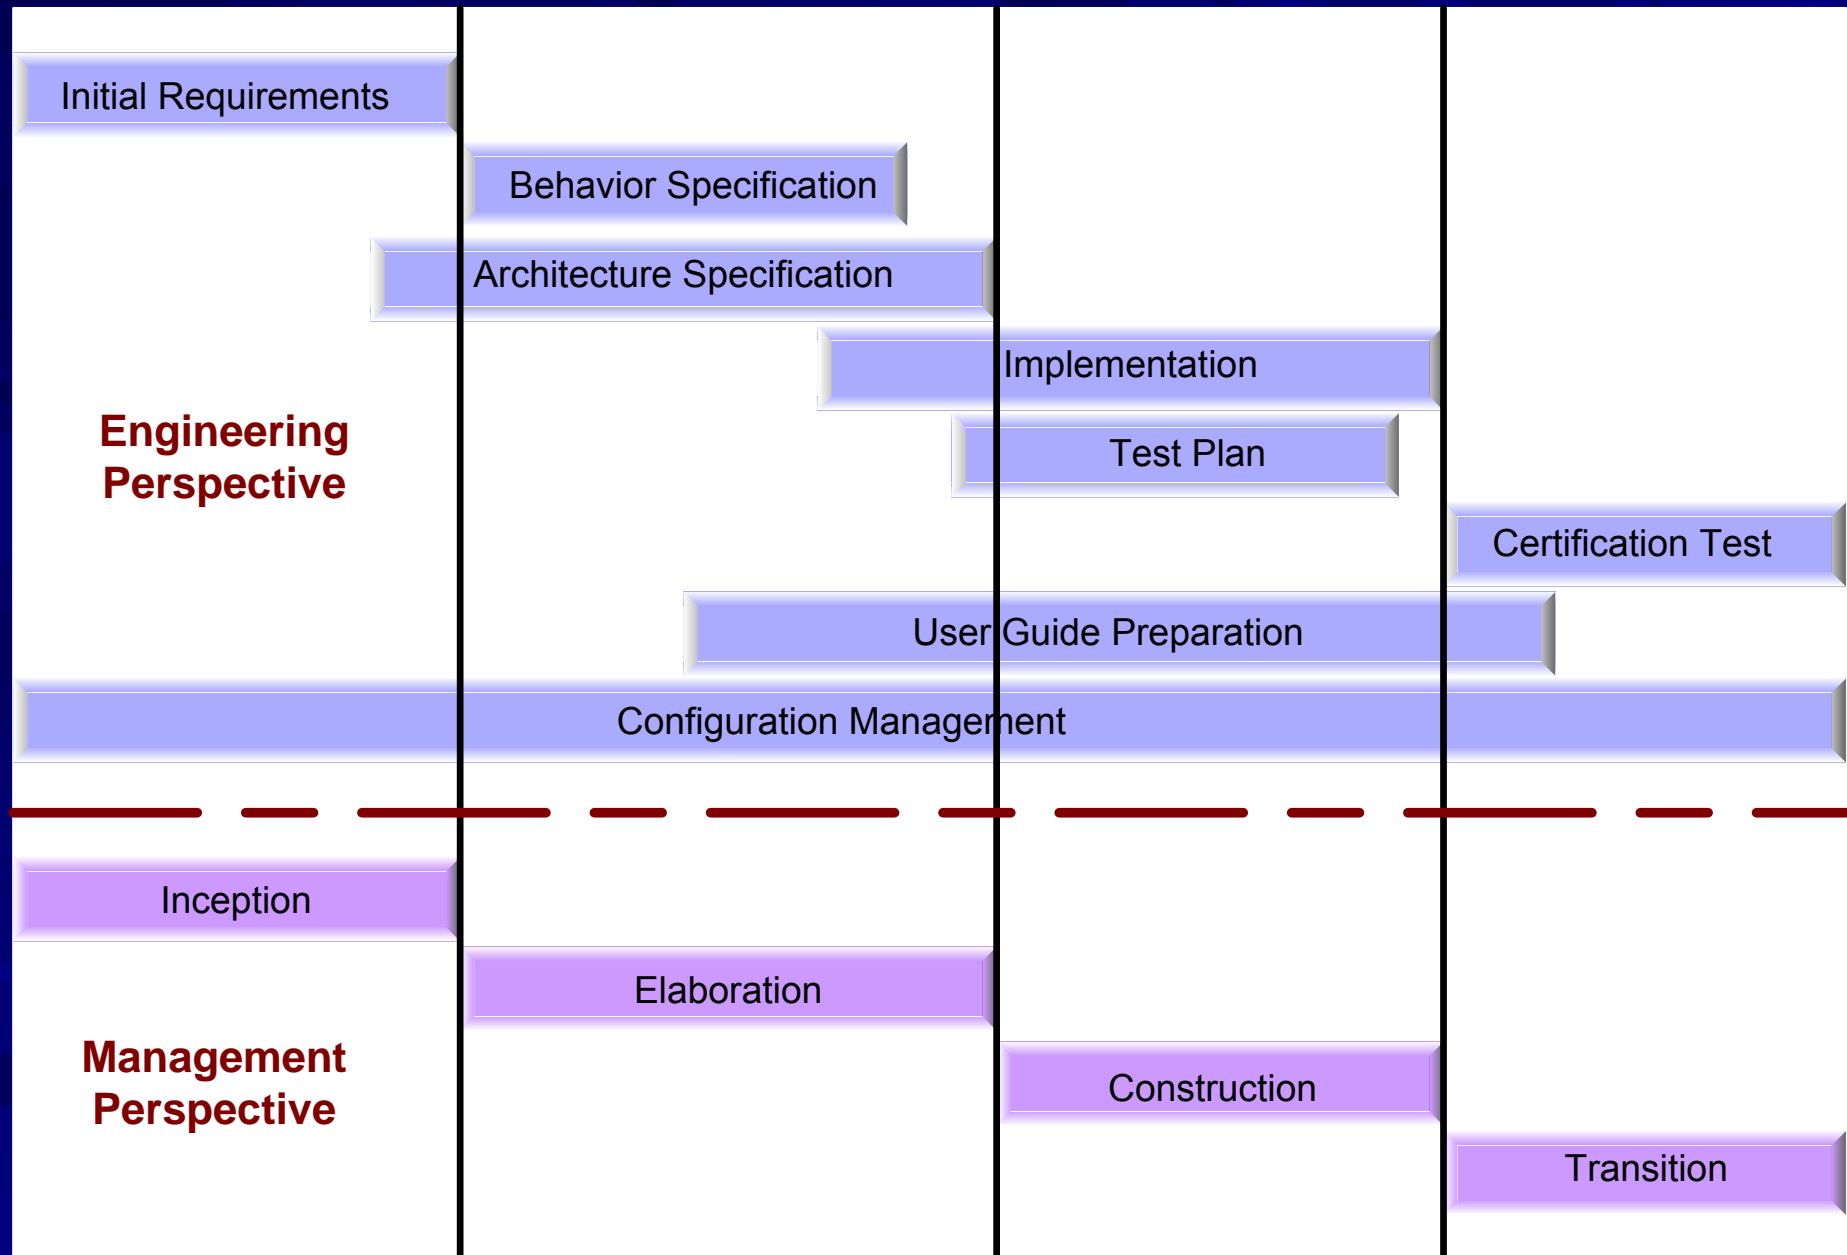 Initial Requirements
Behavior Specification
Architecture Specification
Implementation
Engineering
Perspective
Test Plan
Certification Test
User Guide Preparation
Configuration Management
Inception
Elaboration
Management
Perspective
Construction
Transition